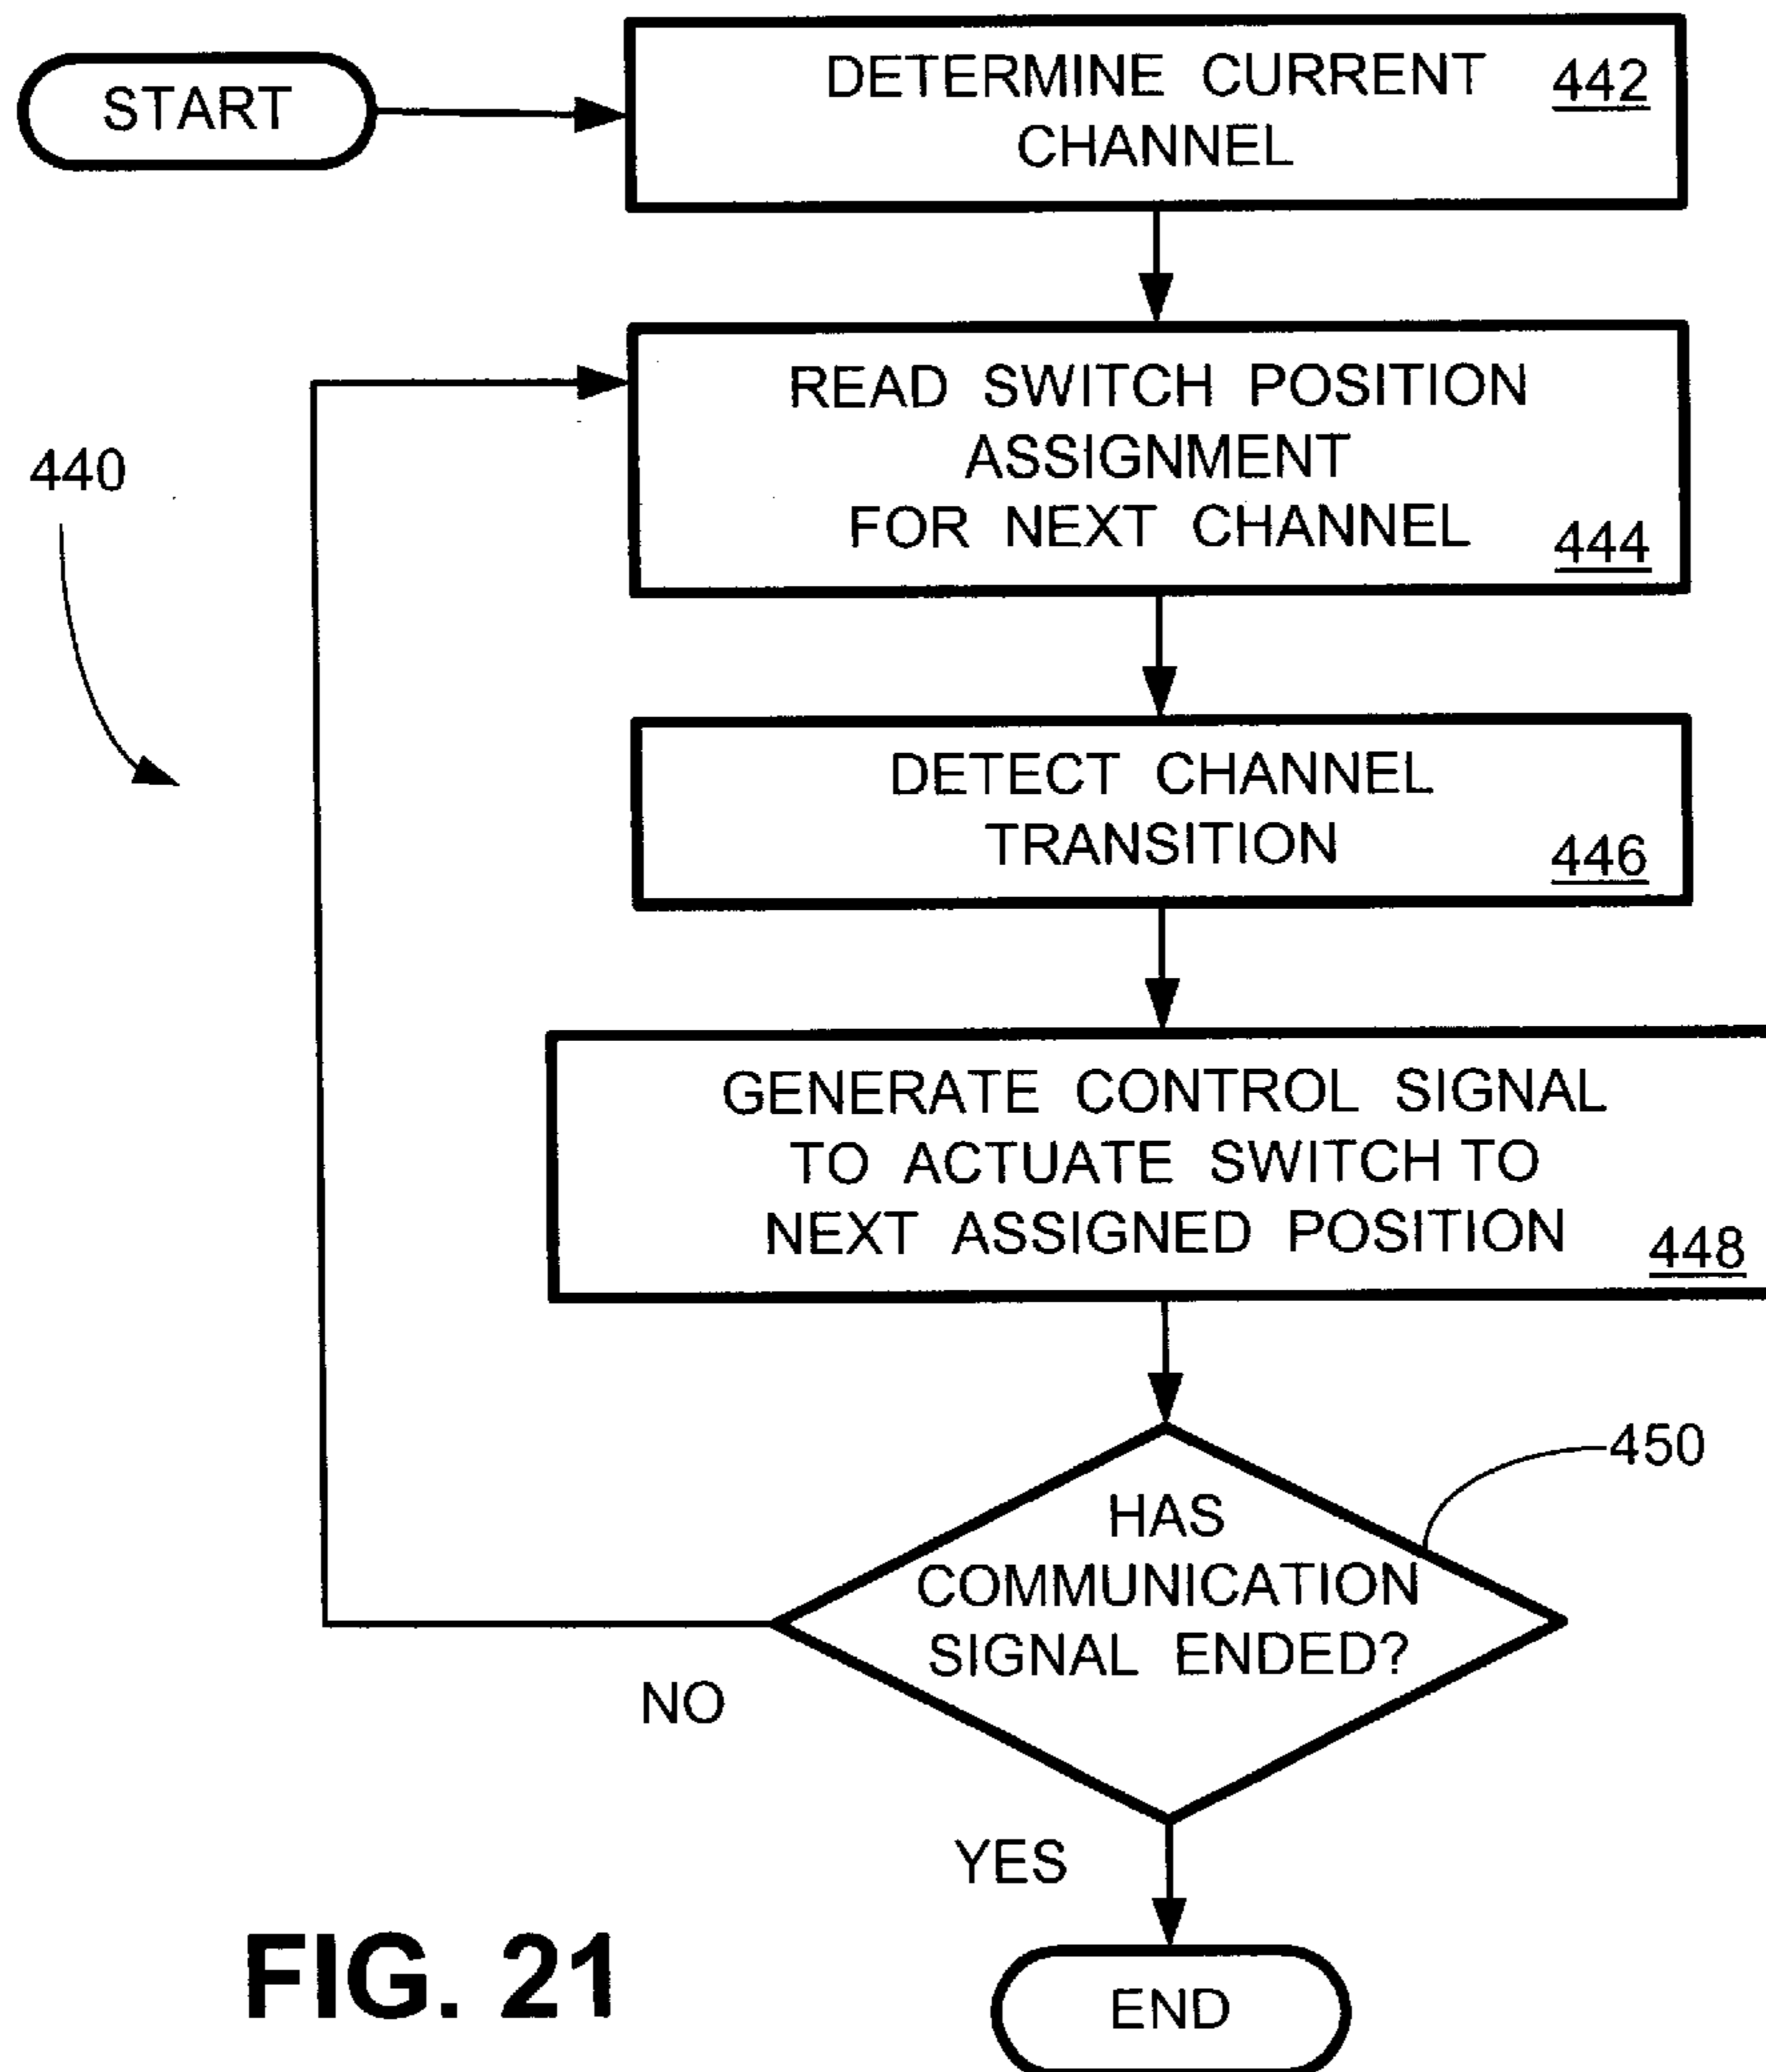 START
DETERMINE CURRENT
CHANNEL
442
READ SWITCH POSITION
ASSIGNMENT
FOR NEXT CHANNEL
444
440
DETECT CHANNEL
TRANSITION
446
GENERATE CONTROL SIGNAL
TO ACTUATE SWITCH TO
NEXT ASSIGNED POSITION
448
450
HAS
COMMUNICATION
SIGNAL ENDED?
NO
YES
END
FIG. 21